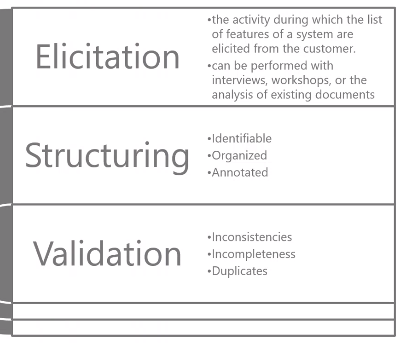 Elicitation
•the activity during which the list
of features of a system are
elicited from the customer.
•can be performed with
interviews, workshops, or the
analysis of existing documents
Structuring
•Identifiable
•Organized
•Annotated
Validation
•Inconsistencies
•Incompleteness
•Duplicates